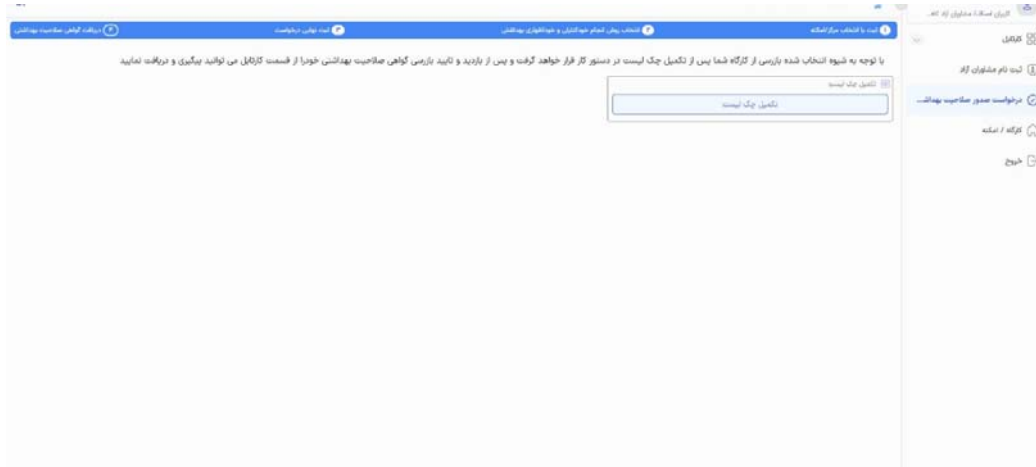 ۱ ثبت یا انتخاب مرکز/امکنه
۲ انتخاب روش انجام خودکنترلی و خوداظهاری بهداشتی
۳ ثبت نهایی درخواست
۴ دریافت گواهی صلاحیت بهداشتی
با توجه به شیوه انتخاب شده بازرسی از کارگاه شما پس از تکمیل چک لیست در دستور کار قرار خواهد گرفت و پس از بازدید و تایید بازرسی گواهی صلاحیت بهداشتی خودرا از قسمت کارتابل می توانید پیگیری و دریافت نمایید
تکمیل چک لیست
تکمیل چک لیست
کارتابل
ثبت نام مشاوران آزاد
درخواست صدور صلاحیت بهداشـ...
کارگاه / امکنه
خروج